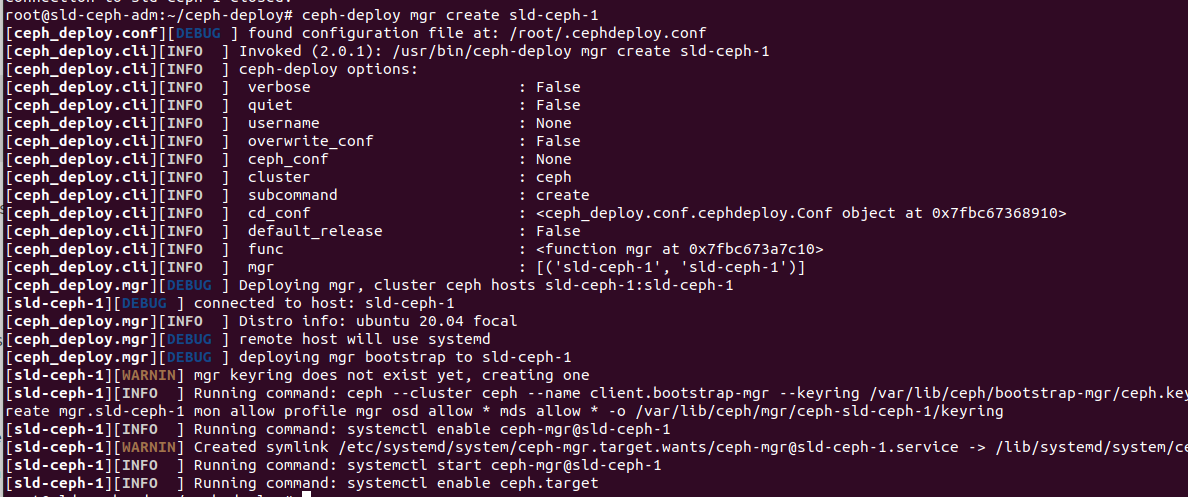 root@sld-ceph-adm:~/ceph-deploy# ceph-deploy mgr create sld-ceph-1
[ceph_deploy.conf][DEBUG ] found configuration file at: /root/.cephdeploy.conf
[ceph_deploy.cli][INFO  ] Invoked (2.0.1): /usr/bin/ceph-deploy mgr create sld-ceph-1
[ceph_deploy.cli][INFO  ] ceph-deploy options:
[ceph_deploy.cli][INFO  ]  verbose                       : False
[ceph_deploy.cli][INFO  ]  quiet                         : False
[ceph_deploy.cli][INFO  ]  username                      : None
[ceph_deploy.cli][INFO  ]  overwrite_conf                : False
[ceph_deploy.cli][INFO  ]  ceph_conf                     : None
[ceph_deploy.cli][INFO  ]  cluster                       : ceph
[ceph_deploy.cli][INFO  ]  subcommand                    : create
[ceph_deploy.cli][INFO  ]  cd_conf                       : <ceph_deploy.conf.cephdeploy.Conf object at 0x7fbc67368910>
[ceph_deploy.cli][INFO  ]  default_release               : False
[ceph_deploy.cli][INFO  ]  func                          : <function mgr at 0x7fbc673a7c10>
[ceph_deploy.cli][INFO  ]  mgr                           : [('sld-ceph-1', 'sld-ceph-1')]
[ceph_deploy.mgr][DEBUG ] Deploying mgr, cluster ceph hosts sld-ceph-1:sld-ceph-1
[sld-ceph-1][DEBUG ] connected to host: sld-ceph-1
[ceph_deploy.mgr][INFO  ] Distro info: ubuntu 20.04 focal
[ceph_deploy.mgr][DEBUG ] remote host will use systemd
[ceph_deploy.mgr][DEBUG ] deploying mgr bootstrap to sld-ceph-1
[sld-ceph-1][WARNIN] mgr keyring does not exist yet, creating one
[sld-ceph-1][INFO  ] Running command: ceph --cluster ceph --name client.bootstrap-mgr --keyring /var/lib/ceph/bootstrap-mgr/ceph.key
reate mgr.sld-ceph-1 mon allow profile mgr osd allow * mds allow * -o /var/lib/ceph/mgr/ceph-sld-ceph-1/keyring
[sld-ceph-1][INFO  ] Running command: systemctl enable ceph-mgr@sld-ceph-1
[sld-ceph-1][WARNIN] Created symlink /etc/systemd/system/ceph-mgr.target.wants/ceph-mgr@sld-ceph-1.service -> /lib/systemd/system/ce
[sld-ceph-1][INFO  ] Running command: systemctl start ceph-mgr@sld-ceph-1
[sld-ceph-1][INFO  ] Running command: systemctl enable ceph.target